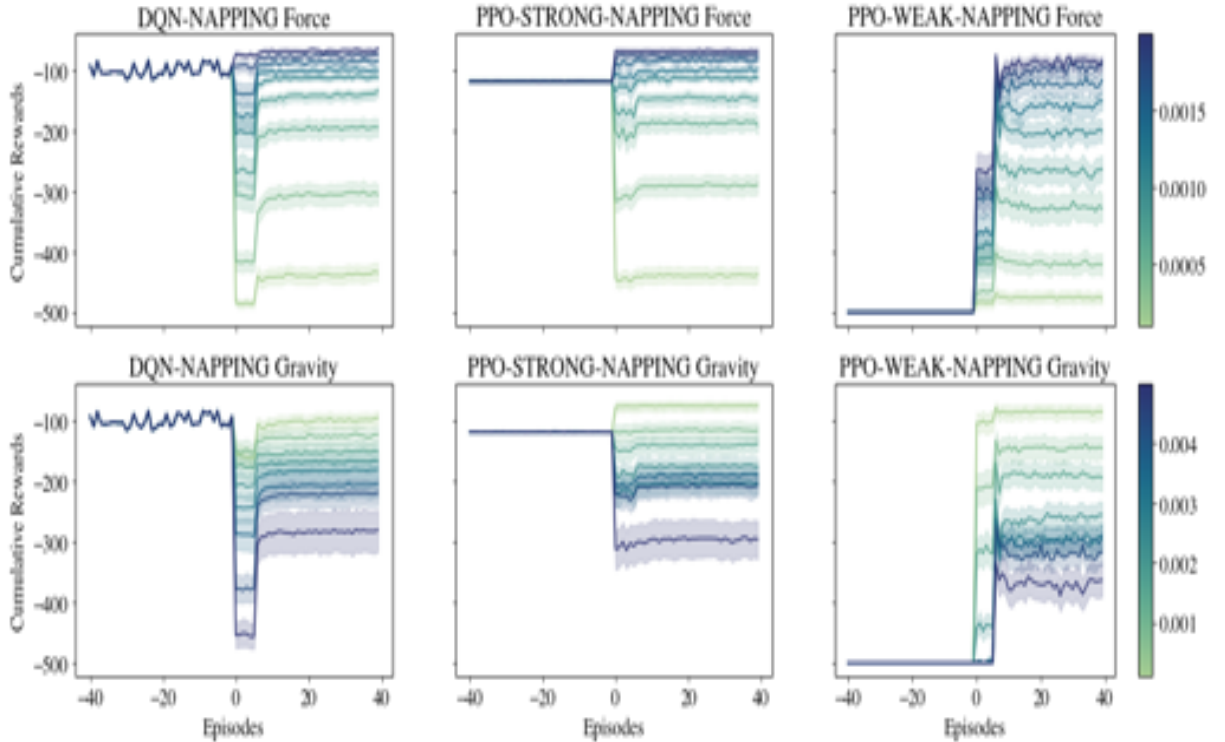 DQN-NAPPING Force
PPO-STRONG-NAPPING Force
PPO-WEAK-NAPPING Force
Cumulative Rewards
−100
−200
−300
−400
−500
0.0015
0.0010
0.0005
DQN-NAPPING Gravity
PPO-STRONG-NAPPING Gravity
PPO-WEAK-NAPPING Gravity
Cumulative Rewards
−100
−200
−300
−400
−500
0.004
0.003
0.002
0.001
−40 −20 0 20 40
−40 −20 0 20 40
−40 −20 0 20 40
Episodes
Episodes
Episodes